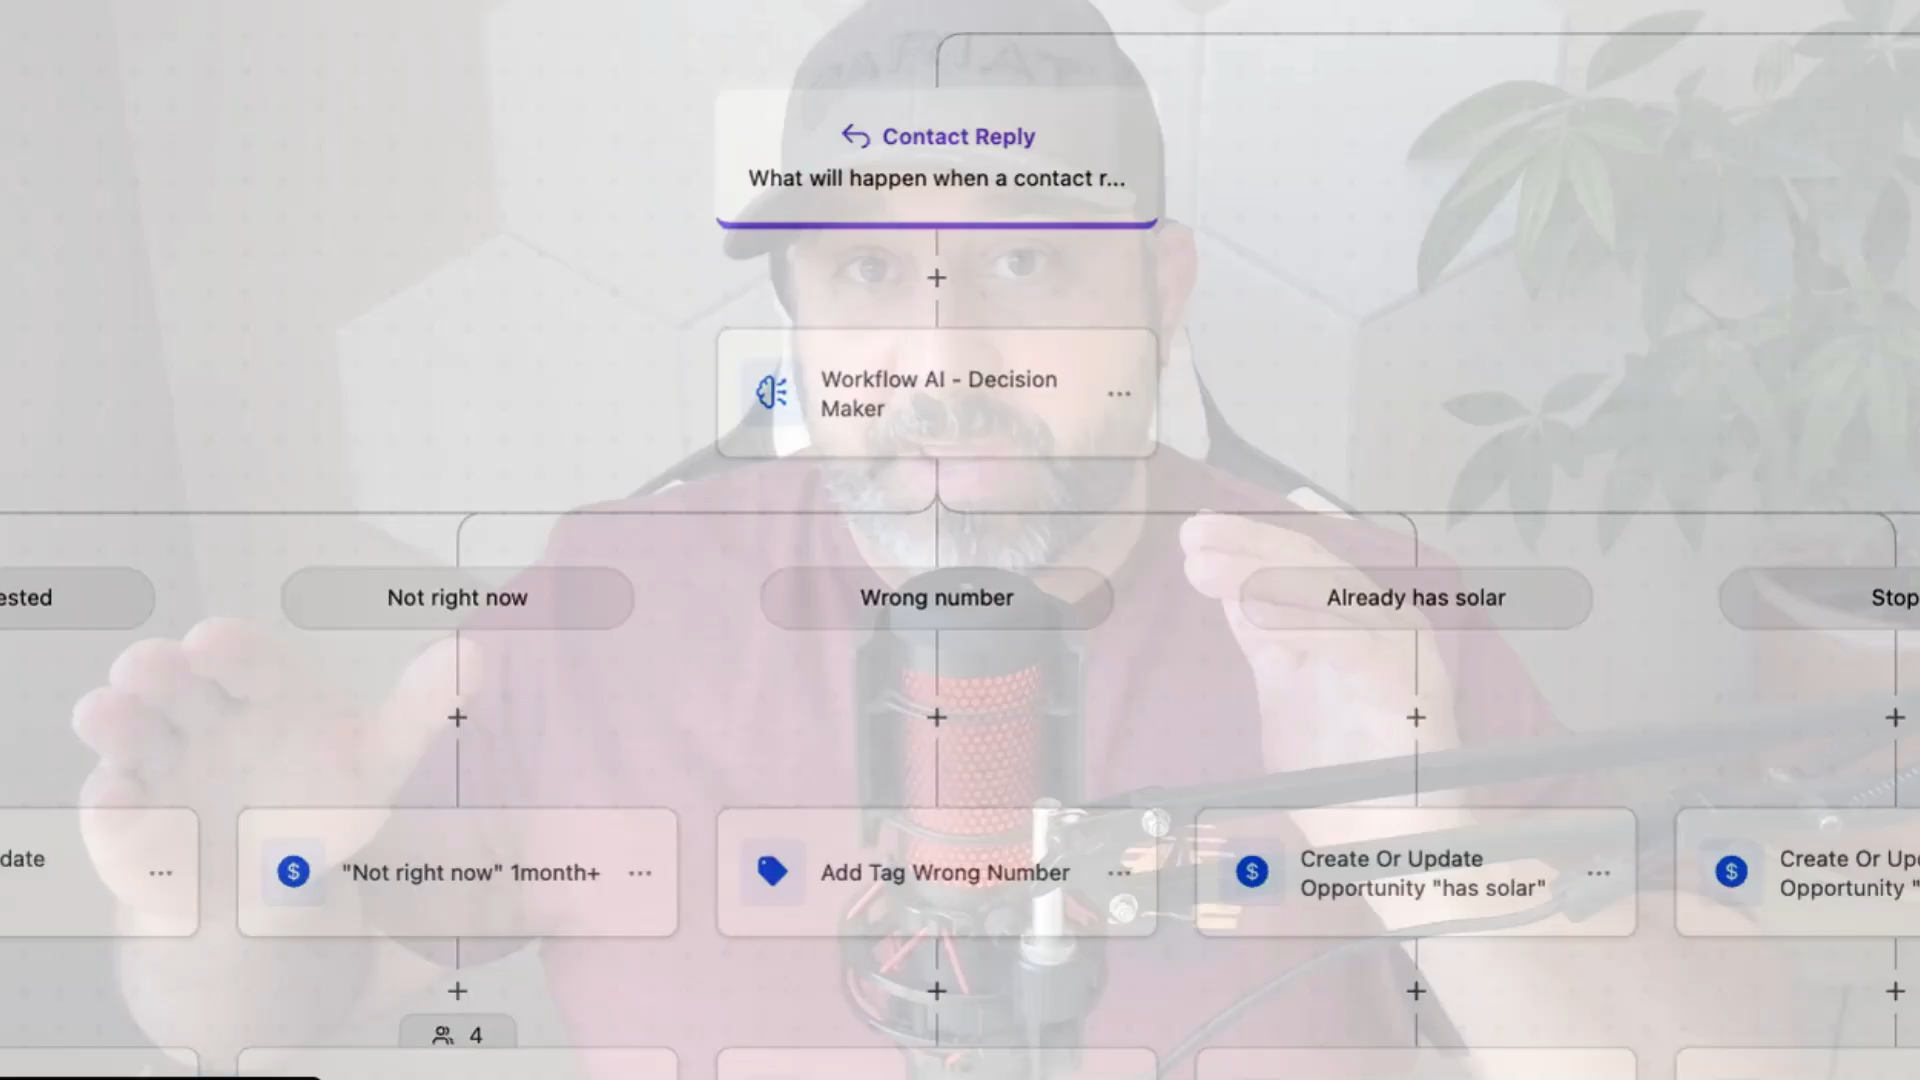 ARIAT
Contact Reply
What will happen when a contact r...
Workflow AI - Decision
Maker
ested
Not right now
Wrong number
Already has solar
Stop
date
"Not right now" 1month+
Add Tag Wrong Number
Create Or Update
Opportunity "has solar"
Create Or Up
Opportunity "
4